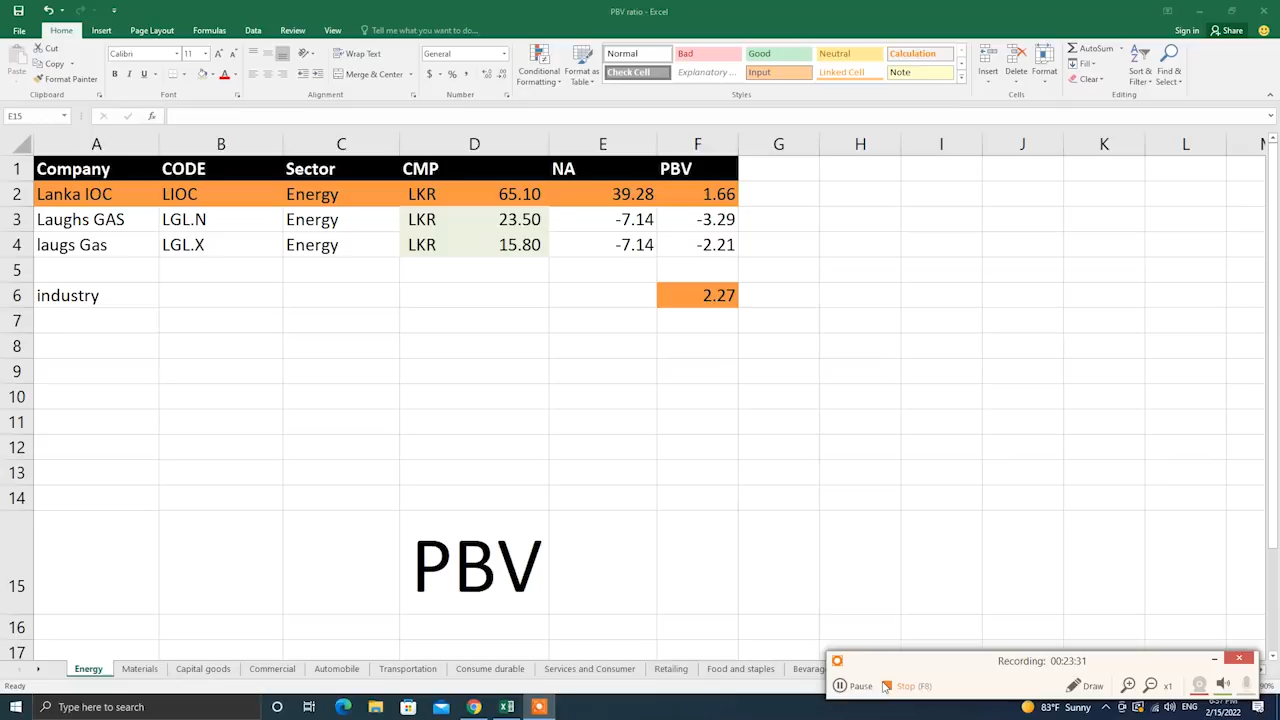 PBV ratio - Excel
File Home Insert Page Layout Formulas Data Review View Tell me what you want to do... Sign in Share
Cut Calibri 11 Wrap Text General Normal Bad Good Neutral Calculation AutoSum
Paste Copy Conditional Format as Insert Delete Format Fill Sort & Find &
Format Painter B I U Merge & Center $ % Formatting Table Check Cell Explanatory ... Input Linked Cell Note Clear Filter Select
Clipboard Font Alignment Number Styles Cells Editing
E15 fx
A B C D E F G H I J K L
1 Company CODE Sector CMP NA PBV
2 Lanka IOC LIOC Energy LKR 65.10 39.28 1.66
3 Laughs GAS LGL.N Energy LKR 23.50 -7.14 -3.29
4 laugs Gas LGL.X Energy LKR 15.80 -7.14 -2.21
5
6 industry 2.27
7
8
9
10
11
12
13
14
15 PBV
16
17
Energy Materials Capital goods Commercial Automobile Transportation Consume durable Services and Consumer Retailing Food and staples Beverag
Recording: 00:23:31
Pause Stop (F8) Draw x1
Ready
Type here to search 83°F Sunny 6:57 PM
2/15/2022